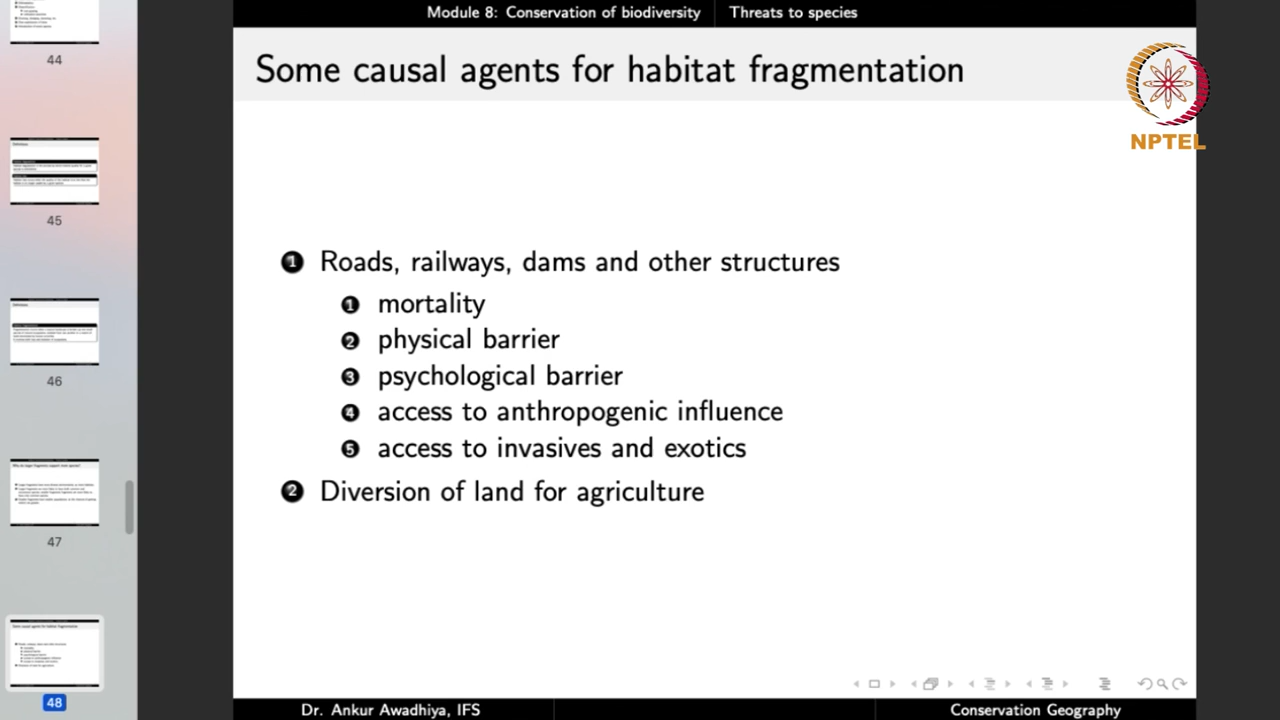 Module 8: Conservation of biodiversity Threats to species
Some causal agents for habitat fragmentation
NPTEL
1 Roads, railways, dams and other structures
1 mortality
2 physical barrier
3 psychological barrier
4 access to anthropogenic influence
5 access to invasives and exotics
2 Diversion of land for agriculture
Dr. Ankur Awadhiya, IFS Conservation Geography
44
45
46
47
48